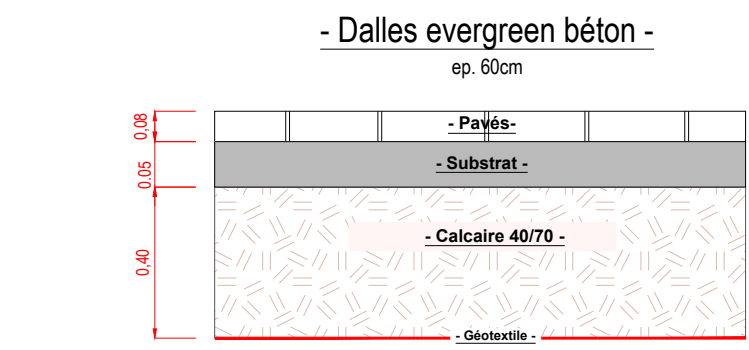 - Dalles evergreen béton -
ep. 60cm
0,08
- Pavés-
0.05
- Substrat -
0,40
- Calcaire 40/70 -
- Géotextile -